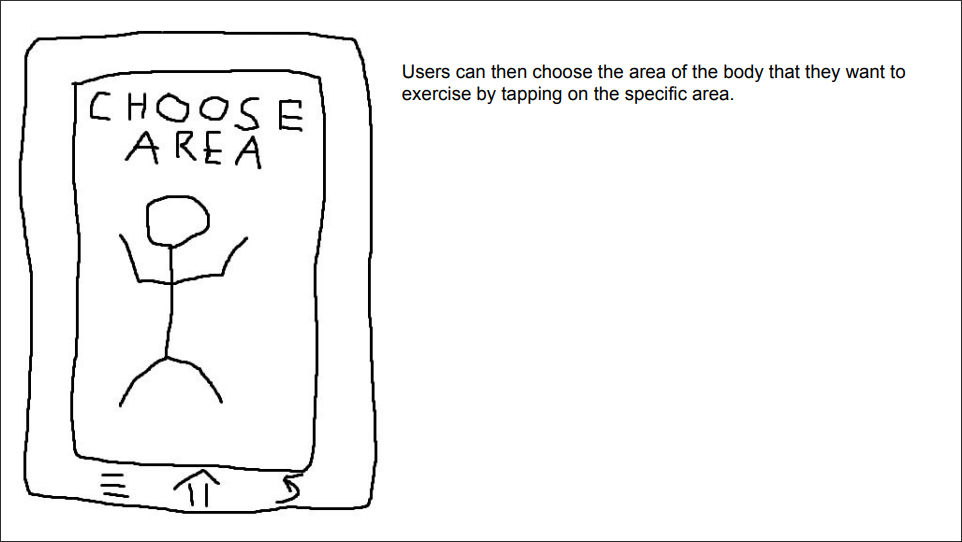 CHOOSE
AREA
Users can then choose the area of the body that they want to
exercise by tapping on the specific area.